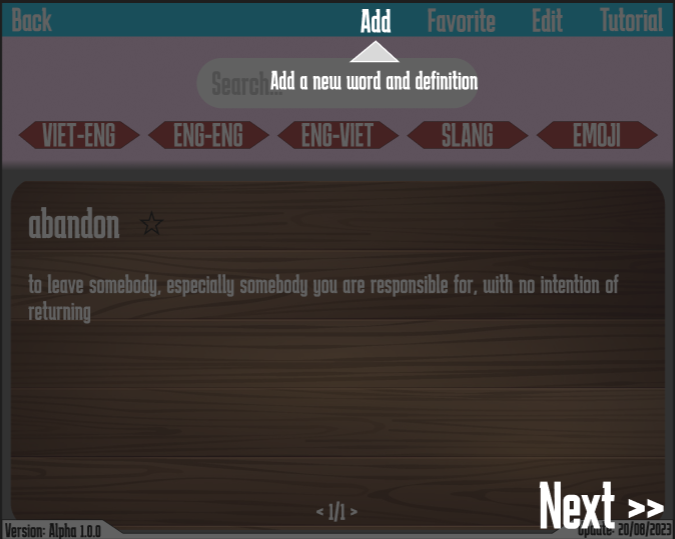 Back Add Favorite Edit Tutorial
Search...
Add a new word and definition
VIET-ENG ENG-ENG ENG-VIET SLANG EMOJI
abandon ☆
to leave somebody, especially somebody you are responsible for, with no intention of
returning
< 1/1 >
Next >>
Version: Alpha 1.0.0
Update: 20/08/2023